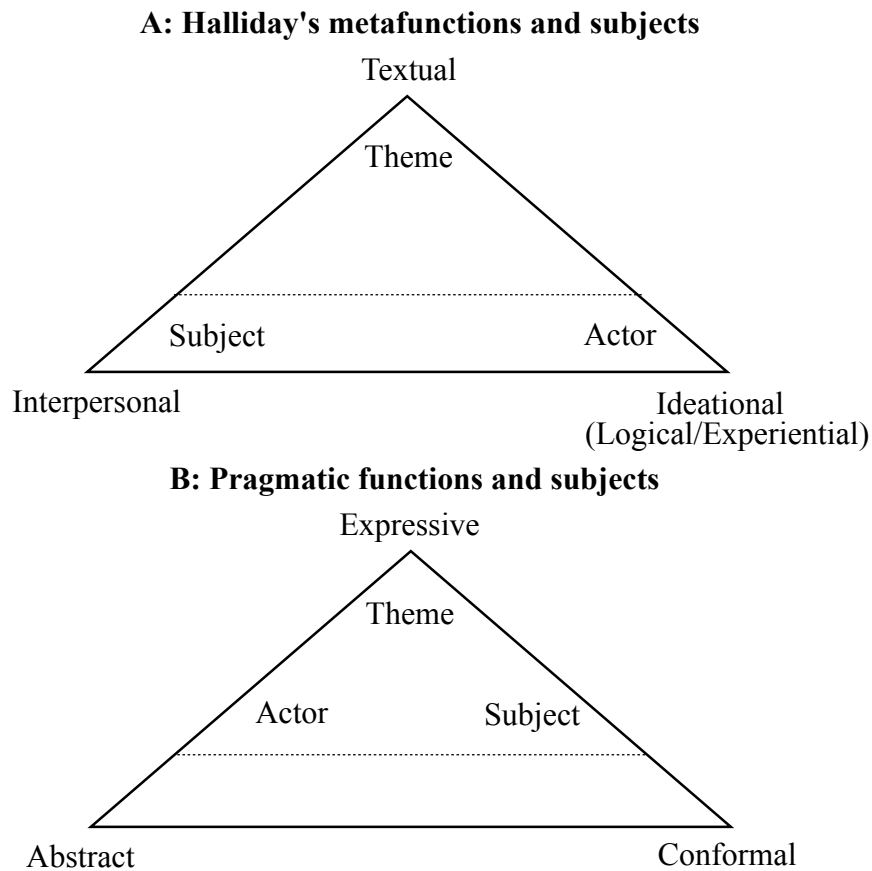 A: Halliday's metafunctions and subjects
Textual
Theme
Subject
Actor
Interpersonal
Ideational
(Logical/Experiential)
B: Pragmatic functions and subjects
Expressive
Theme
Actor
Subject
Abstract
Conformal